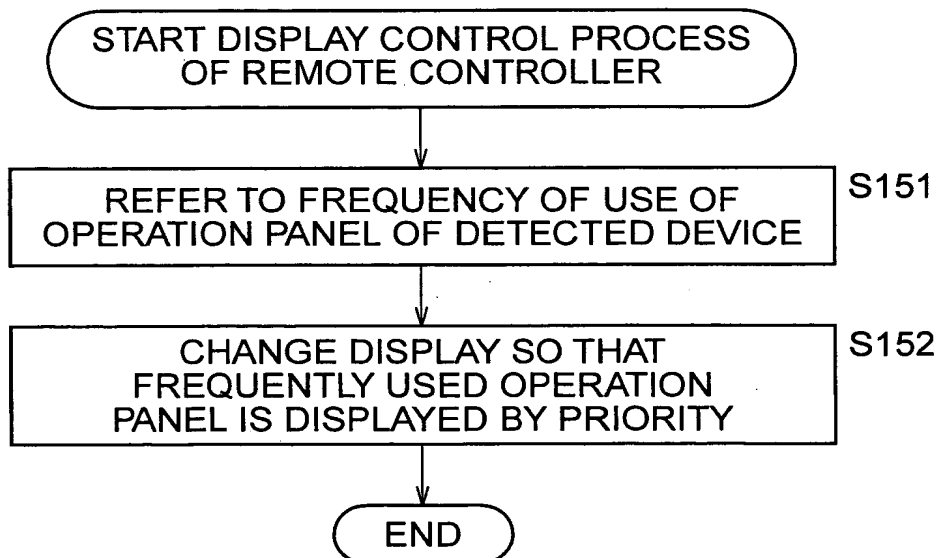 START DISPLAY CONTROL PROCESS
OF REMOTE CONTROLLER
S151
REFER TO FREQUENCY OF USE OF
OPERATION PANEL OF DETECTED DEVICE
S152
CHANGE DISPLAY SO THAT
FREQUENTLY USED OPERATION
PANEL IS DISPLAYED BY PRIORITY
END